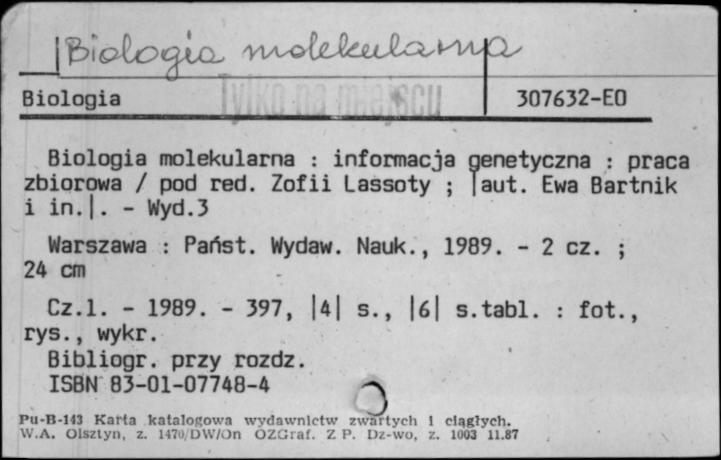 Biologia molekularna
Tylko na miejscu
Biologia 307632-EO
Biologia molekularna : informacja genetyczna : praca
zbiorowa / pod red. Zofii Lassoty ; |aut. Ewa Bartnik
i in.|. - Wyd.3
Warszawa : Państ. Wydaw. Nauk., 1989. - 2 cz. ;
24 cm
Cz.1. - 1989. - 397, |4| s., |6| s.tabl. : fot.,
rys., wykr.
Bibliogr. przy rozdz.
ISBN 83-01-07748-4
Pu-B-143 Karta katalogowa wydawnictw zwartych i ciągłych.
W.A. Olsztyn, z. 1470/DW/On OZGraf. Z P. Dz-wo, z. 1003 11.87